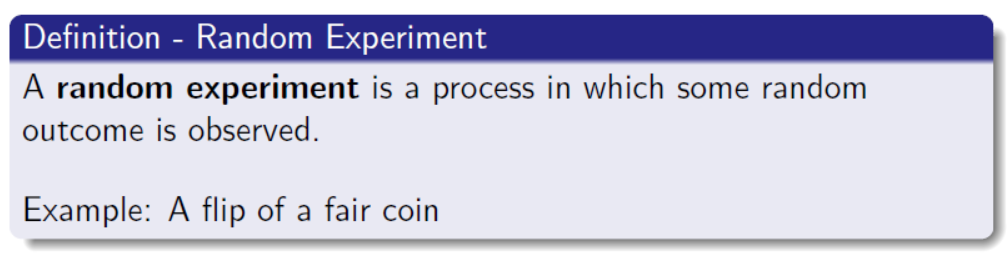 Definition - Random Experiment
A random experiment is a process in which some random
outcome is observed.
Example: A flip of a fair coin